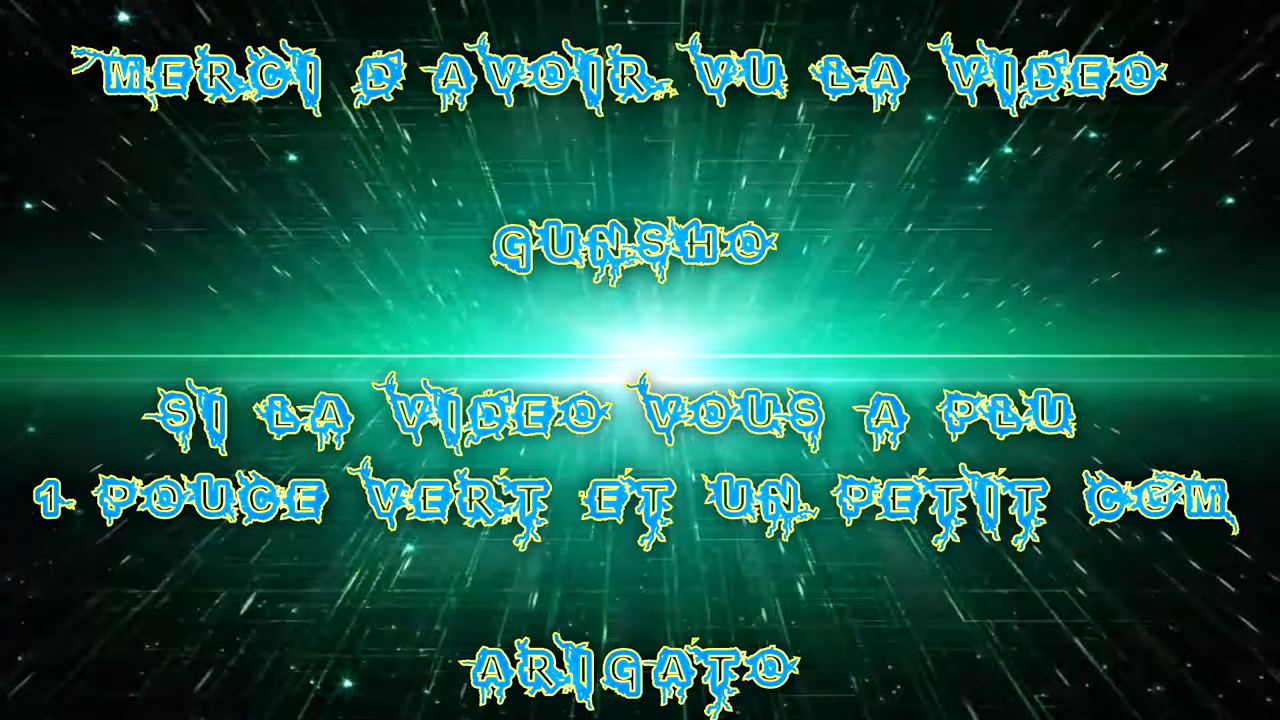 MERCI D AVOIR VU LA VIDEO
GUNSHO
SI LA VIDEO VOUS A PLU
1 POUCE VERT ET UN PETIT COM
ARIGATO